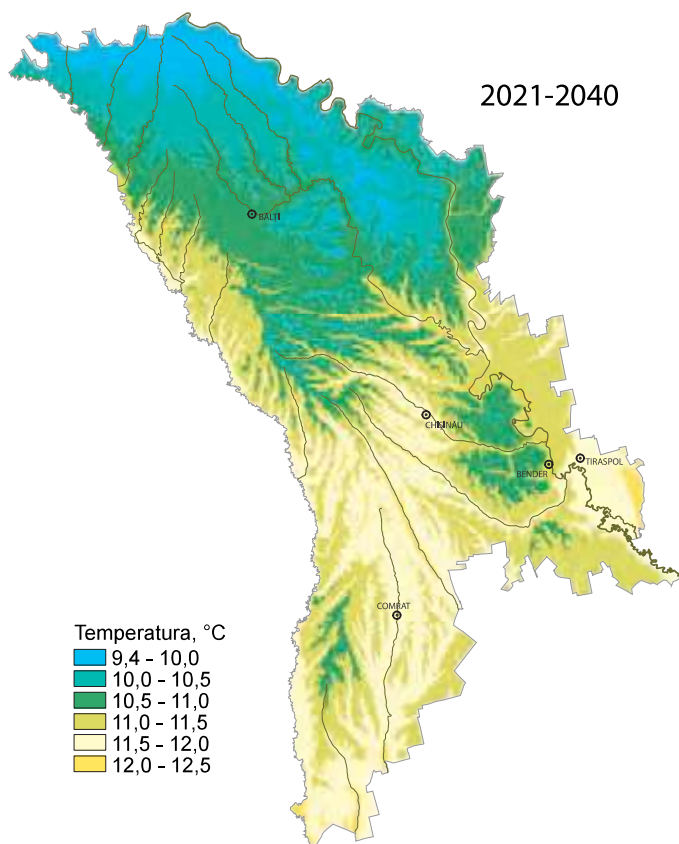 2021-2040
BĂLȚI
CHIȘINĂU
BENDER
TIRASPOL
COMRAT
Temperatura, °C
9,4 - 10,0
10,0 - 10,5
10,5 - 11,0
11,0 - 11,5
11,5 - 12,0
12,0 - 12,5